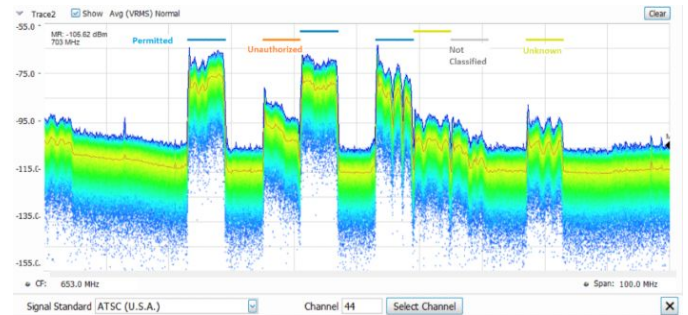 Trace2 Show Avg (VRMS) Normal Clear
-55.0
MR: -106.62 dBm
703 MHz
Permitted
Unauthorized
Not
Classified
Unknown
-75.0
-95.0
-115.0
-135.0
-155.0
CF: 653.0 MHz Span: 100.0 MHz
Signal Standard ATSC (U.S.A.) Channel 44 Select Channel X